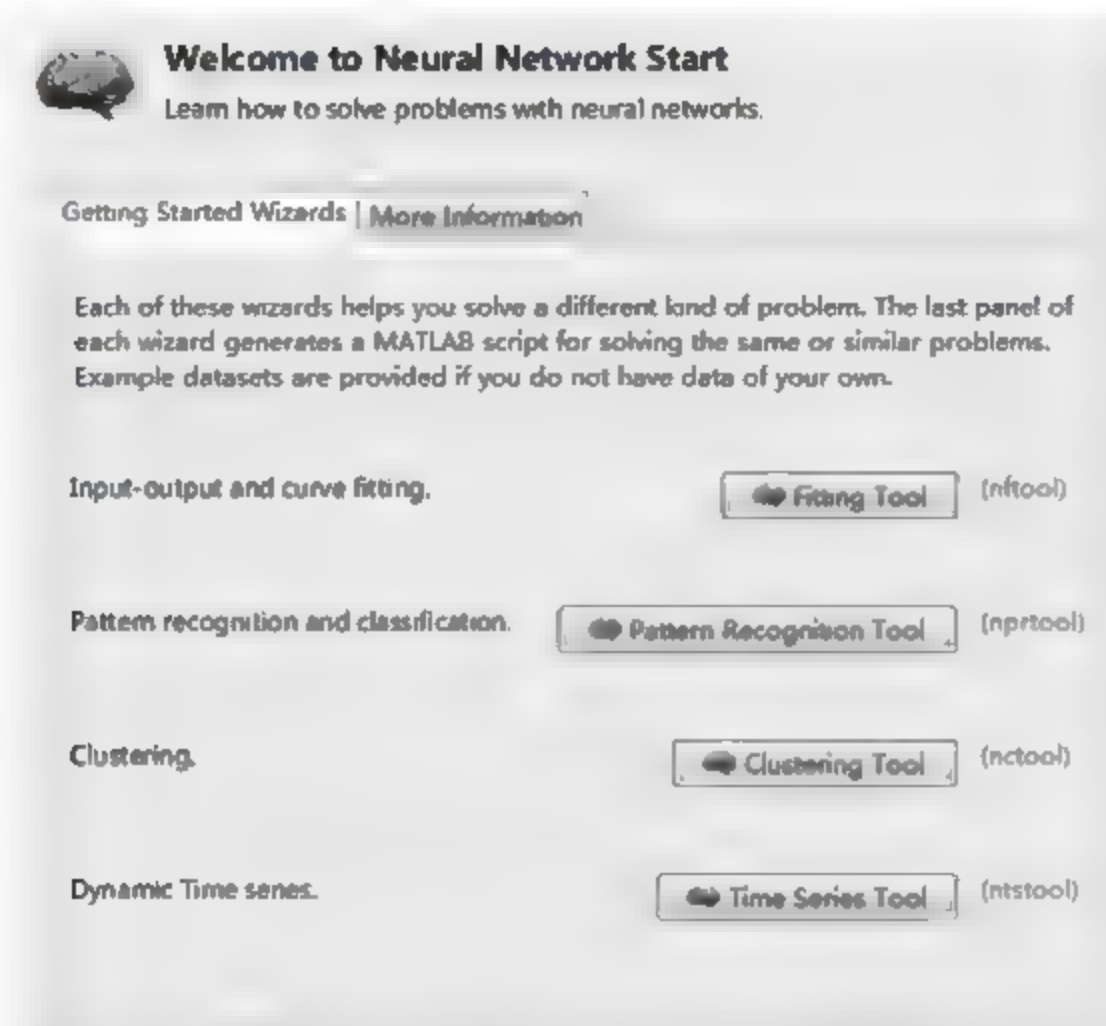 Welcome to Neural Network Start
Learn how to solve problems with neural networks.
Getting Started Wizards | More Information
Each of these wizards helps you solve a different kind of problem. The last panel of
each wizard generates a MATLAB script for solving the same or similar problems.
Example datasets are provided if you do not have data of your own.
Input-output and curve fitting. Fitting Tool (nftool)
Pattern recognition and classification. Pattern Recognition Tool (nprtool)
Clustering. Clustering Tool (nctool)
Dynamic Time series. Time Series Tool (ntstool)